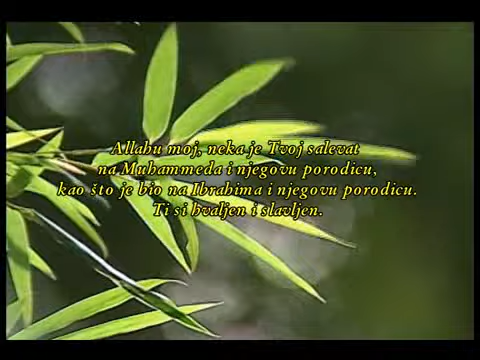 Allahu moj, neka je Tvoj salevat
na Muhammeda i njegovu porodicu,
kao što je bio na Ibrahima i njegovu porodicu.
Ti si hvaljen i slavljen.